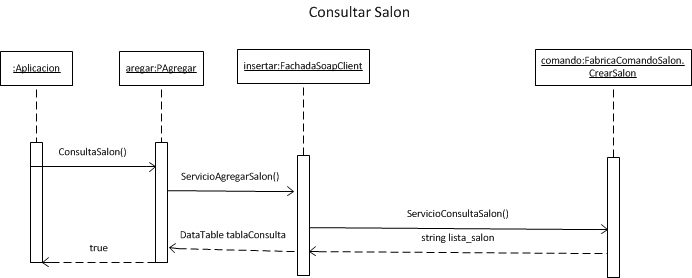 Consultar Salon
:Aplicacion
aregar:PAgregar
insertar:FachadaSoapClient
comando:FabricaComandoSalon.
CrearSalon
ConsultaSalon()
ServicioAgregarSalon()
ServicioConsultaSalon()
DataTable tablaConsulta
string lista_salon
true